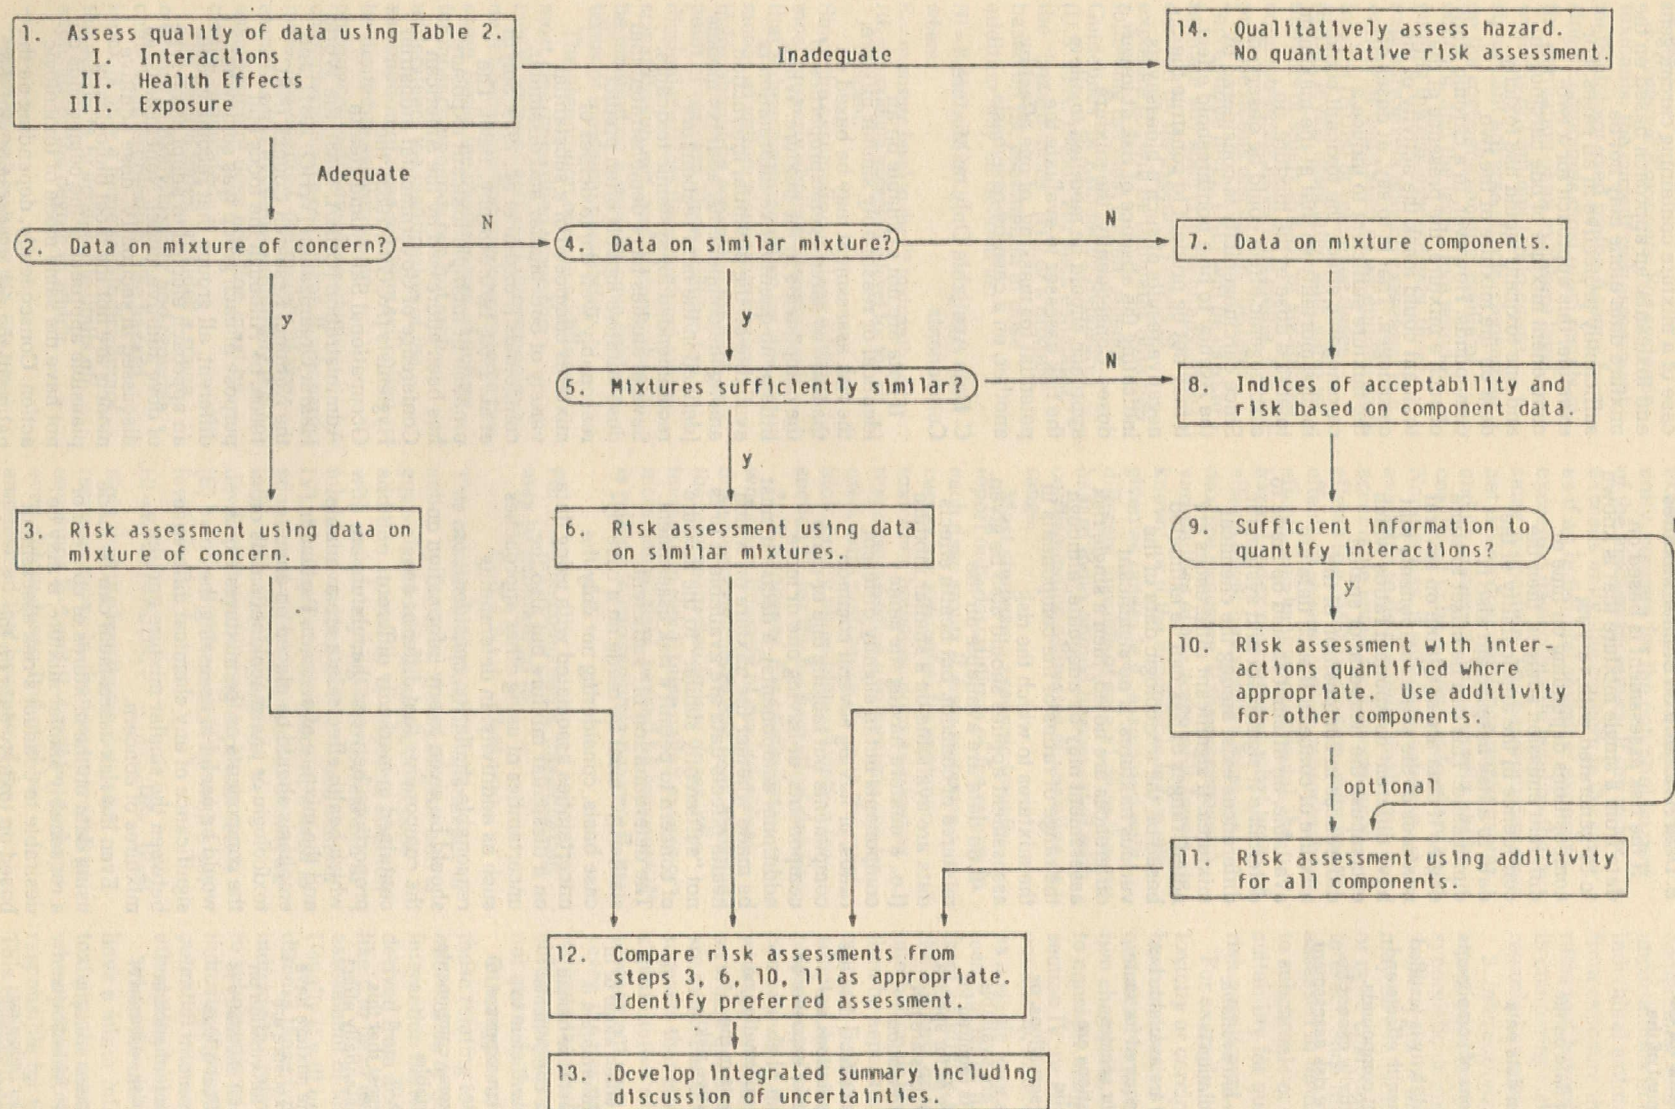 1. Assess quality of data using Table 2.
I. Interactions
II. Health Effects
III. Exposure
Inadequate
14. Qualitatively assess hazard.
No quantitative risk assessment.
Adequate
2. Data on mixture of concern?
N
4. Data on similar mixture?
N
7. Data on mixture components.
y
y
5. Mixtures sufficiently similar?
N
8. Indices of acceptability and
risk based on component data.
y
3. Risk assessment using data on
mixture of concern.
6. Risk assessment using data
on similar mixtures.
9. Sufficient information to
quantify interactions?
y
10. Risk assessment with inter-
actions quantified where
appropriate. Use additivity
for other components.
optional
11. Risk assessment using additivity
for all components.
12. Compare risk assessments from
steps 3, 6, 10, 11 as appropriate.
Identify preferred assessment.
13. .Develop integrated summary including
discussion of uncertainties.